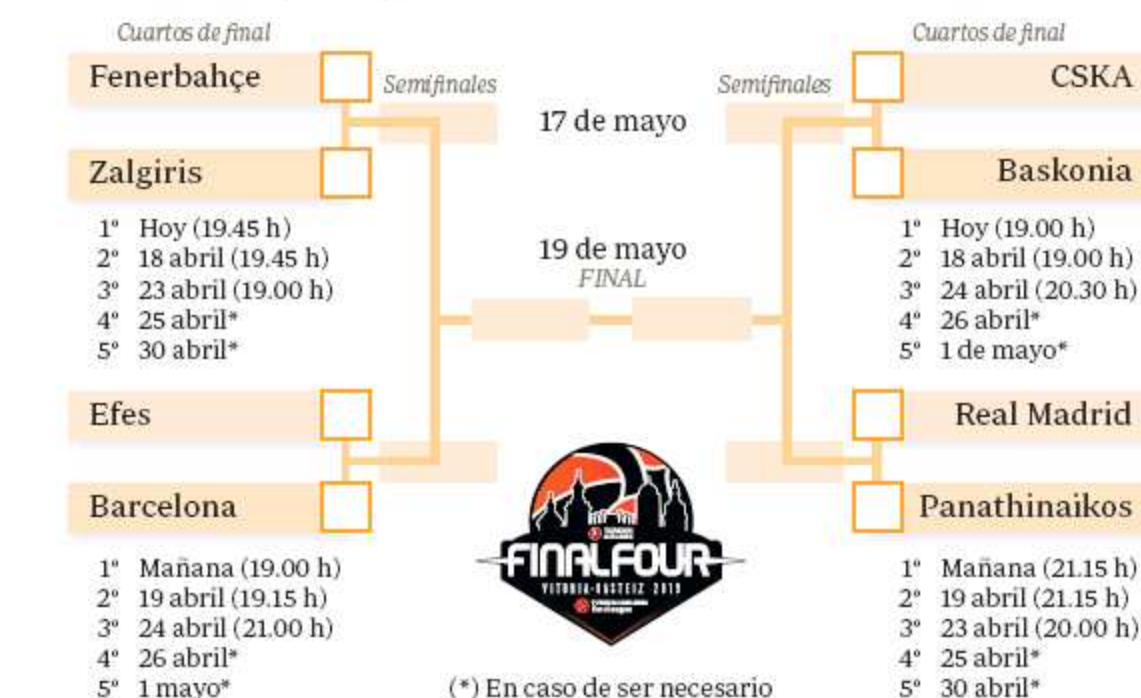 Cuartos de final
Fenerbahçe
Zalgiris
1º Hoy (19.45 h)
2º 18 abril (19.45 h)
3º 23 abril (19.00 h)
4º 25 abril*
5º 30 abril*
Efes
Barcelona
1º Mañana (19.00 h)
2º 19 abril (19.15 h)
3º 24 abril (21.00 h)
4º 26 abril*
5º 1 mayo*
Semifinales
17 de mayo
Semifinales
19 de mayo
FINAL
FINAL FOUR
VITORIA-GASTEIZ 2019
(*) En caso de ser necesario
Cuartos de final
CSKA
Baskonia
1º Hoy (19.00 h)
2º 18 abril (19.00 h)
3º 24 abril (20.30 h)
4º 26 abril*
5º 1 de mayo*
Real Madrid
Panathinaikos
1º Mañana (21.15 h)
2º 19 abril (21.15 h)
3º 23 abril (20.00 h)
4º 25 abril*
5º 30 abril*